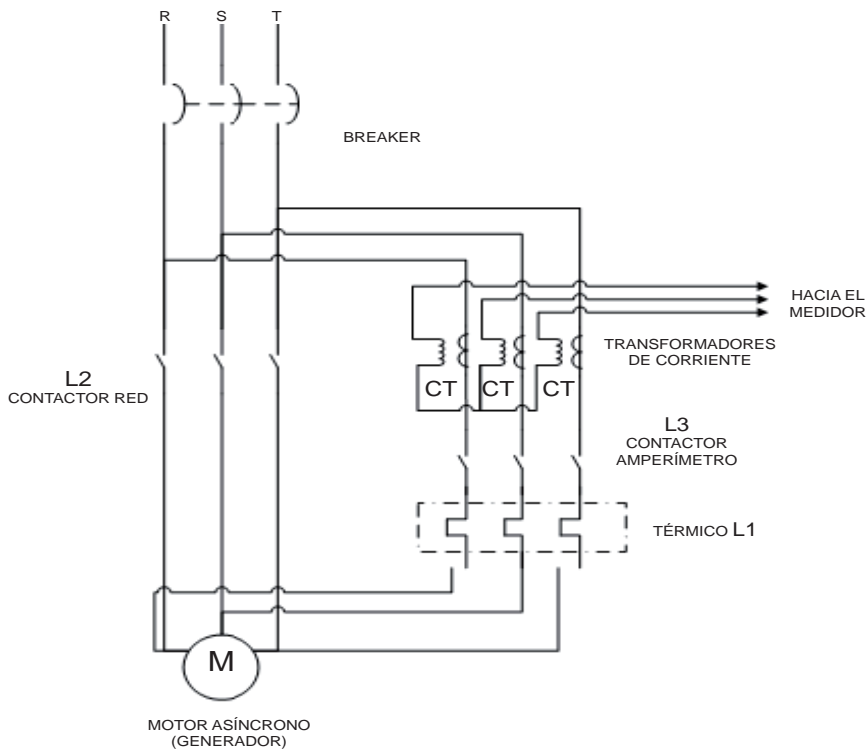 R S T
BREAKER
HACIA EL
MEDIDOR
TRANSFORMADORES
DE CORRIENTE
L2
CONTACTOR RED
CT CT CT
L3
CONTACTOR
AMPERÍMETRO
TÉRMICO L1
M
MOTOR ASÍNCRONO
(GENERADOR)